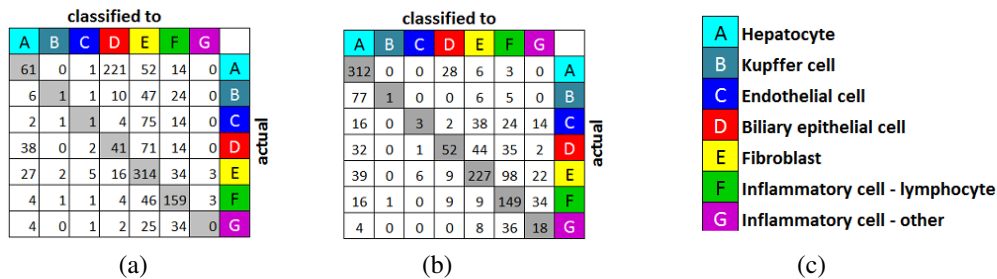 classified to
A B C D E F G
61 0 1 221 52 14 0 A
6 1 1 10 47 24 0 B
2 1 1 4 75 14 0 C
38 0 2 41 71 14 0 D
27 2 5 16 314 34 3 E
4 1 1 4 46 159 3 F
4 0 1 2 25 34 0 G
actual
(a)
classified to
A B C D E F G
312 0 0 28 6 3 0 A
77 1 0 0 6 5 0 B
16 0 3 2 38 24 14 C
32 0 1 52 44 35 2 D
39 0 6 9 227 98 22 E
16 1 0 9 9 149 34 F
4 0 0 0 8 36 18 G
actual
(b)
A Hepatocyte
B Kupffer cell
C Endothelial cell
D Biliary epithelial cell
E Fibroblast
F Inflammatory cell - lymphocyte
G Inflammatory cell - other
(c)